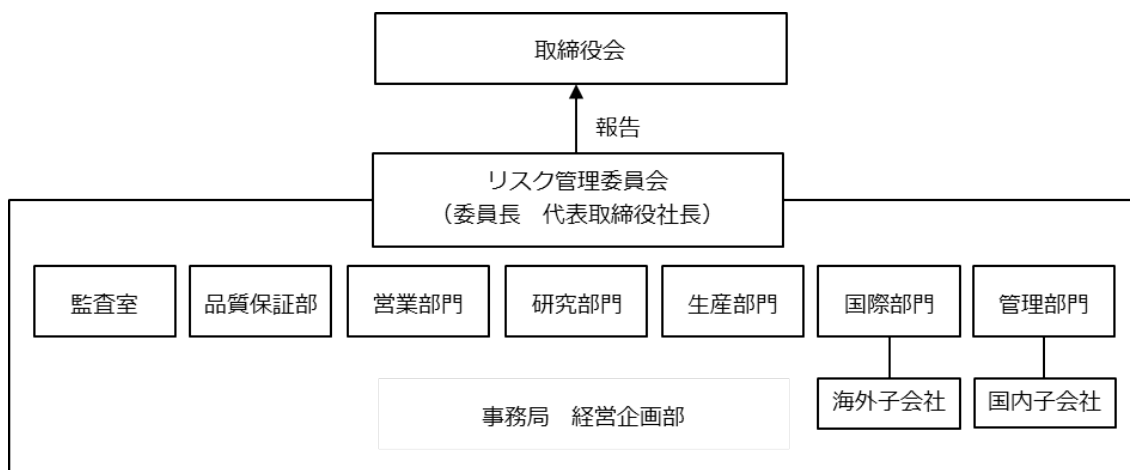 取締役会
報告
リスク管理委員会
（委員長　代表取締役社長）
監査室
品質保証部
営業部門
研究部門
生産部門
国際部門
管理部門
海外子会社
国内子会社
事務局　経営企画部